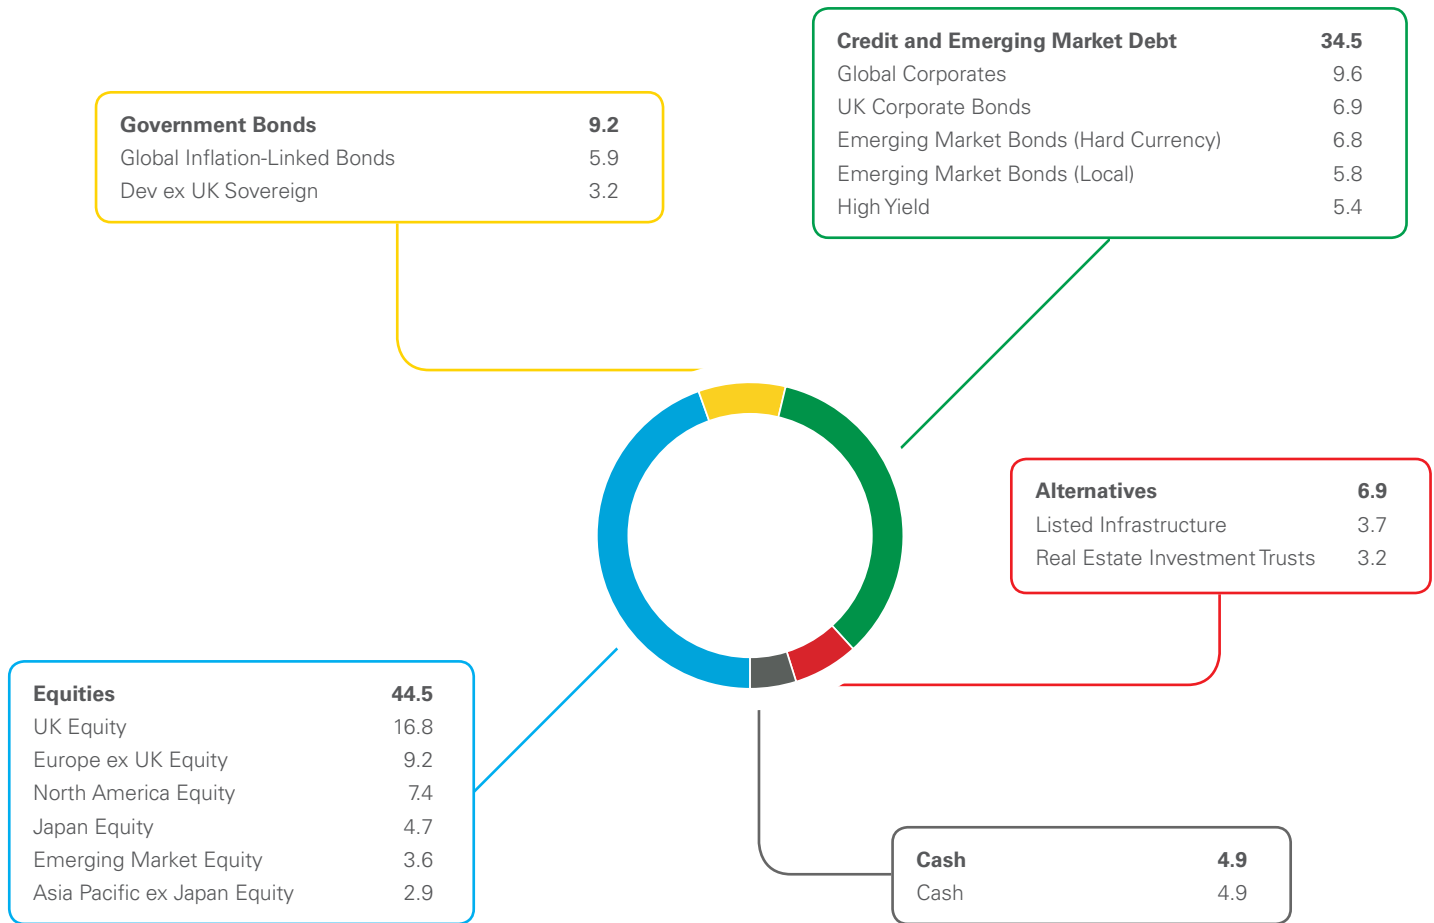 Credit and Emerging Market Debt 34.5
Global Corporates 9.6
UK Corporate Bonds 6.9
Emerging Market Bonds (Hard Currency) 6.8
Emerging Market Bonds (Local) 5.8
High Yield 5.4
Government Bonds 9.2
Global Inflation-Linked Bonds 5.9
Dev ex UK Sovereign 3.2
Alternatives 6.9
Listed Infrastructure 3.7
Real Estate Investment Trusts 3.2
Equities 44.5
UK Equity 16.8
Europe ex UK Equity 9.2
North America Equity 7.4
Japan Equity 4.7
Emerging Market Equity 3.6
Asia Pacific ex Japan Equity 2.9
Cash 4.9
Cash 4.9